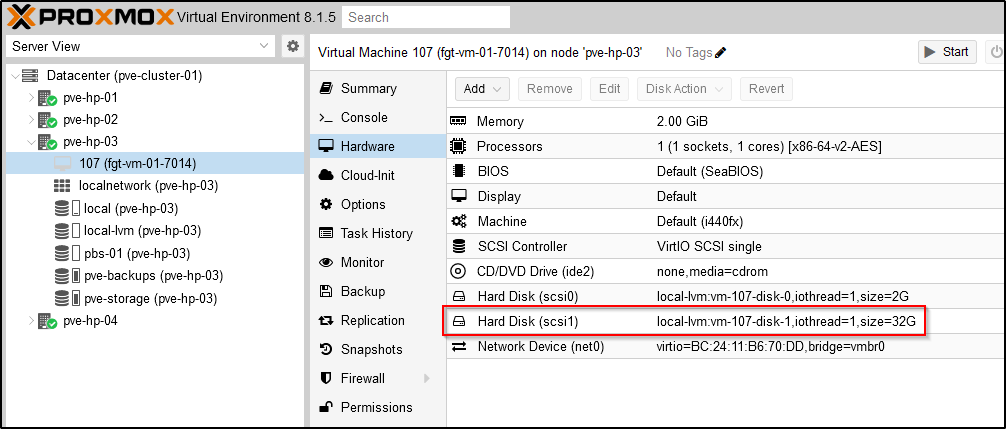 PROXMOX Virtual Environment 8.1.5 Search
Server View
Virtual Machine 107 (fgt-vm-01-7014) on node 'pve-hp-03' No Tags Start
Datacenter (pve-cluster-01)
pve-hp-01
pve-hp-02
pve-hp-03
107 (fgt-vm-01-7014)
localnetwork (pve-hp-03)
local (pve-hp-03)
local-lvm (pve-hp-03)
pbs-01 (pve-hp-03)
pve-backups (pve-hp-03)
pve-storage (pve-hp-03)
pve-hp-04
Summary
Console
Hardware
Cloud-Init
Options
Task History
Monitor
Backup
Replication
Snapshots
Firewall
Permissions
Add Remove Edit Disk Action Revert
Memory 2.00 GiB
Processors 1 (1 sockets, 1 cores) [x86-64-v2-AES]
BIOS Default (SeaBIOS)
Display Default
Machine Default (i440fx)
SCSI Controller VirtIO SCSI single
CD/DVD Drive (ide2) none,media=cdrom
Hard Disk (scsi0) local-lvm:vm-107-disk-0,iothread=1,size=2G
Hard Disk (scsi1) local-lvm:vm-107-disk-1,iothread=1,size=32G
Network Device (net0) virtio=BC:24:11:B6:70:DD,bridge=vmbr0